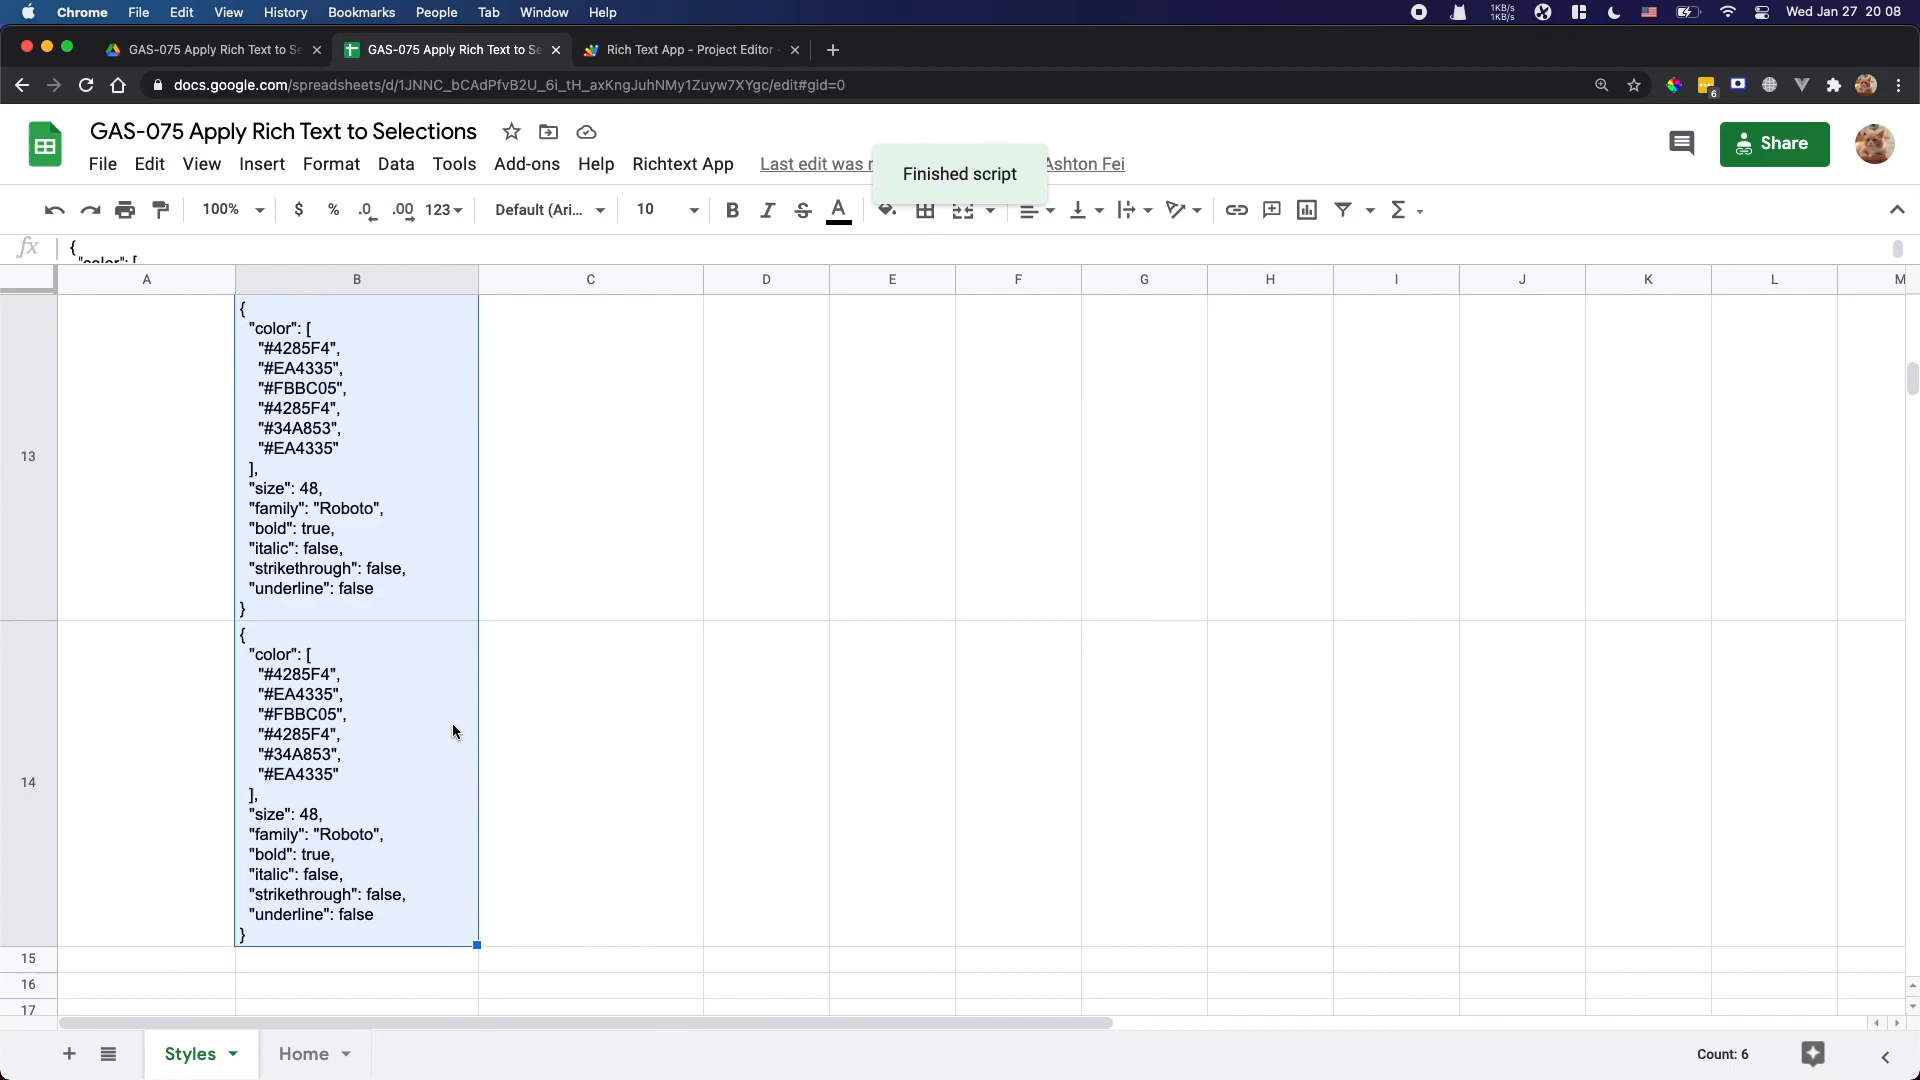 Chrome File Edit View History Bookmarks People Tab Window Help 1KB/s 1KB/s Wed Jan 27 20 08
GAS-075 Apply Rich Text to Se GAS-075 Apply Rich Text to Se Rich Text App - Project Editor -
docs.google.com/spreadsheets/d/1JNNC_bCAdPfvB2U_6i_tH_axKngJuhNMy1Zuyw7XYgc/edit#gid=0 6
GAS-075 Apply Rich Text to Selections
Share
File Edit View Insert Format Data Tools Add-ons Help Richtext App Last edit was Ashton Fei
Finished script
100% $ % .0 .00 123 Default (Ari... 10 B I S A Σ
fx {
"color": [
A B C D E F G H I J K L M
13
{
"color": [
"#4285F4",
"#EA4335",
"#FBBC05",
"#4285F4",
"#34A853",
"#EA4335"
],
"size": 48,
"family": "Roboto",
"bold": true,
"italic": false,
"strikethrough": false,
"underline": false
}
14
{
"color": [
"#4285F4",
"#EA4335",
"#FBBC05",
"#4285F4",
"#34A853",
"#EA4335"
],
"size": 48,
"family": "Roboto",
"bold": true,
"italic": false,
"strikethrough": false,
"underline": false
}
15
16
17
Styles Home Count: 6